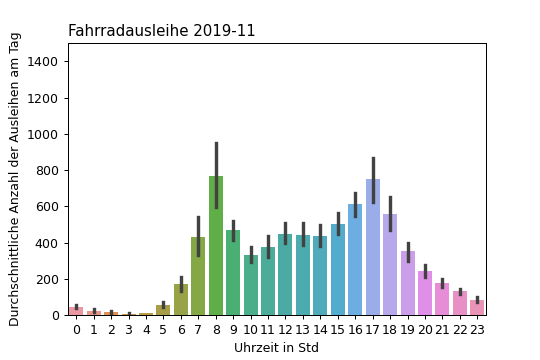 Fahrradausleihe 2019-11
Durchschnittliche Anzahl der Ausleihen am Tag
1400
1200
1000
800
600
400
200
0
0 1 2 3 4 5 6 7 8 9 10 11 12 13 14 15 16 17 18 19 20 21 22 23
Uhrzeit in Std